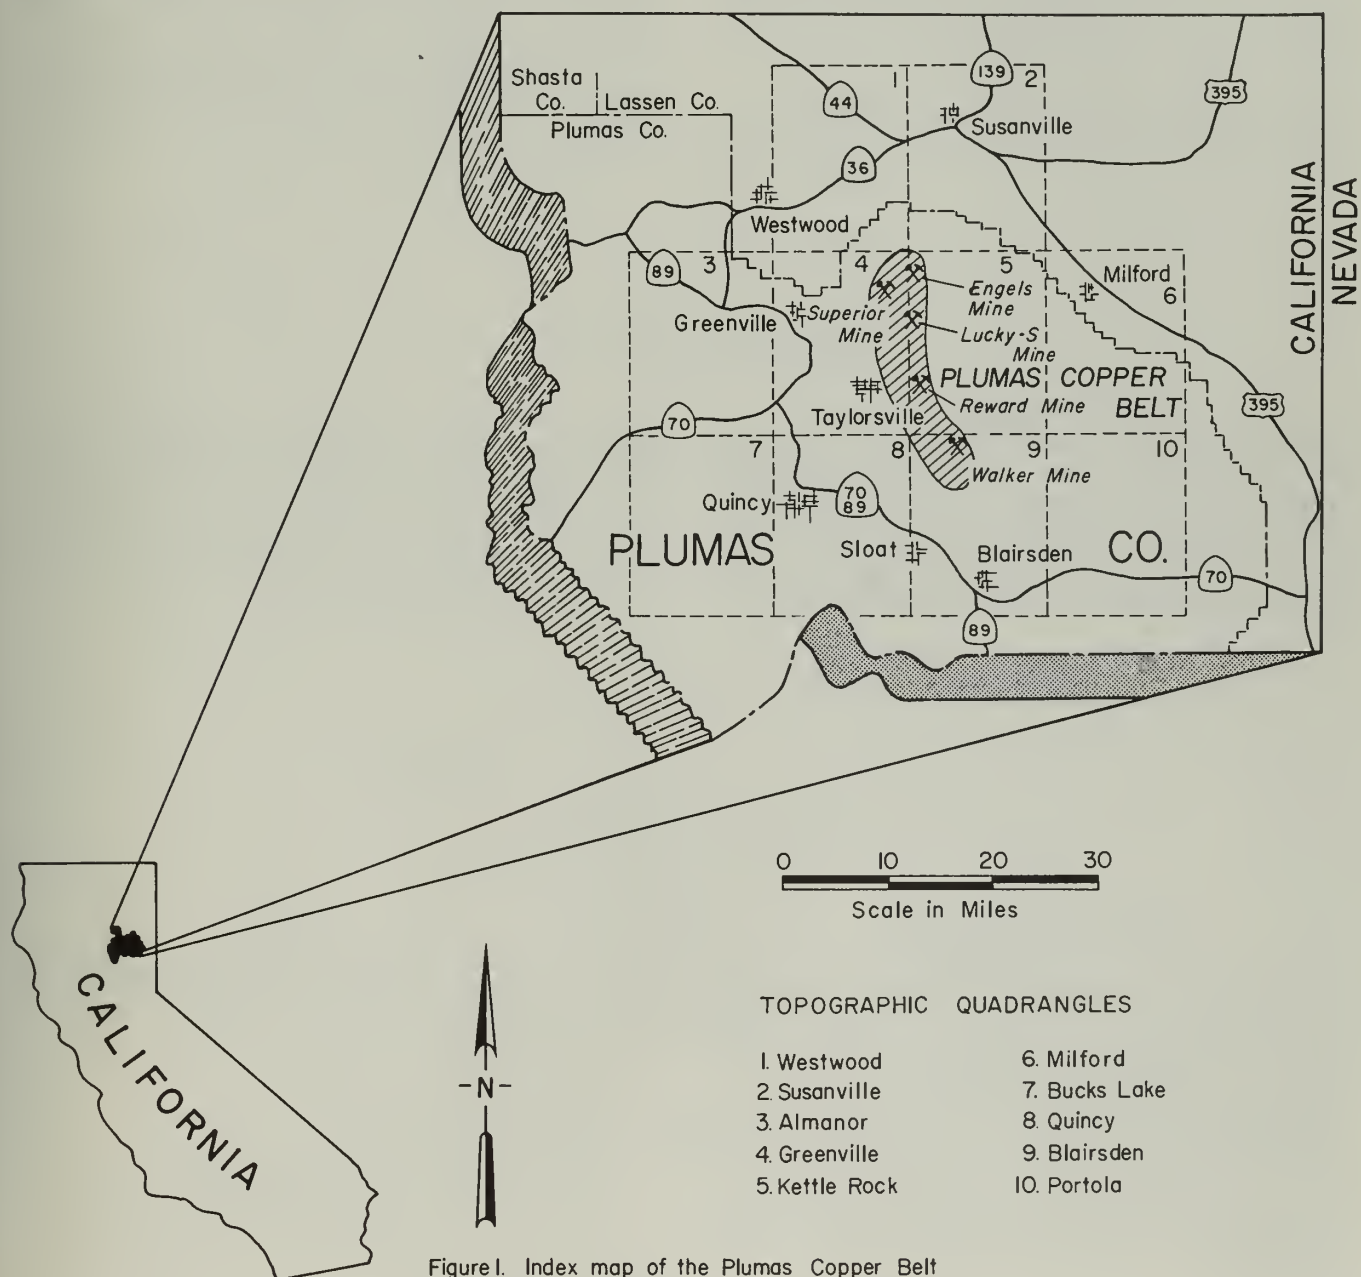 Shasta
Co.
Lassen Co.
Plumas Co.
44
1
139
2
395
Susanville
36
Westwood
CALIFORNIA
NEVADA
89
3
4
5
Milford
6
Engels
Mine
Superior
Mine
Greenville
Lucky-S
Mine
PLUMAS COPPER
BELT
Reward Mine
Taylorsville
395
70
7
8
9
10
Walker Mine
Quincy
70
89
PLUMAS CO.
Sloat
Blairsden
70
89
0 10 20 30
Scale in Miles
CALIFORNIA
-N-
TOPOGRAPHIC QUADRANGLES
1. Westwood
2. Susanville
3. Almanor
4. Greenville
5. Kettle Rock
6. Milford
7. Bucks Lake
8. Quincy
9. Blairsden
10. Portola
Figure 1. Index map of the Plumas Copper Belt